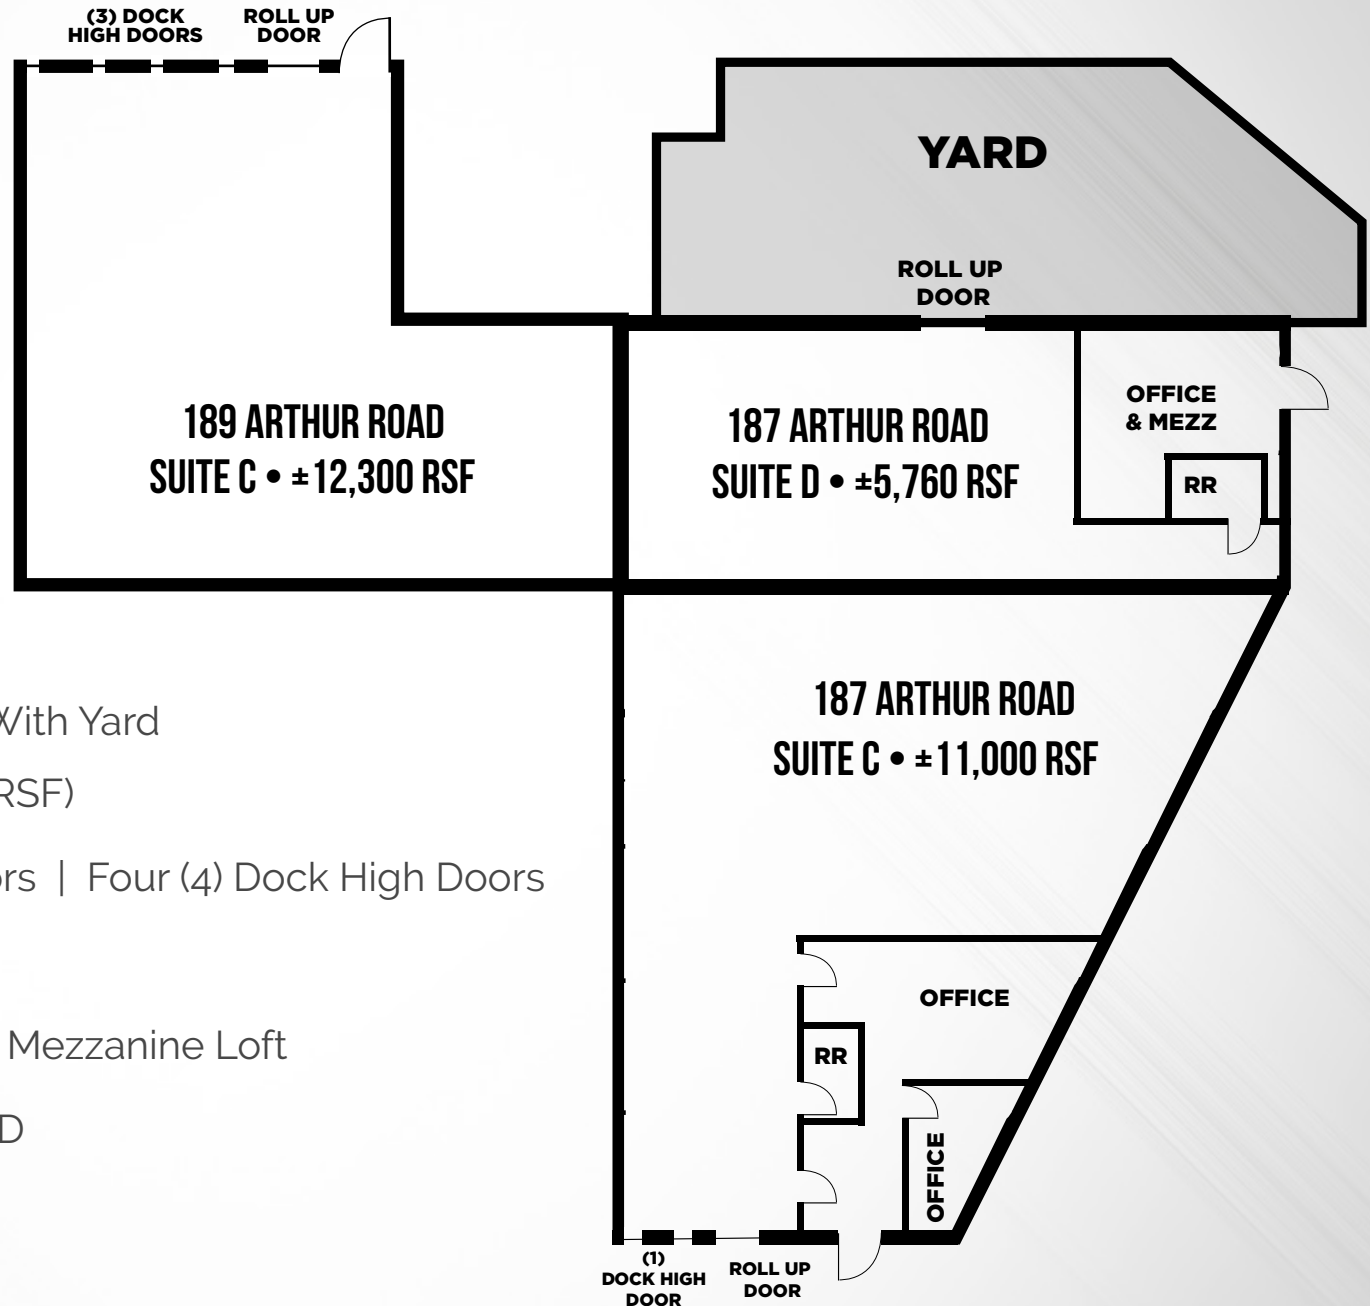 (3) DOCK
HIGH DOORS
ROLL UP
DOOR
YARD
ROLL UP
DOOR
189 ARTHUR ROAD
SUITE C • ±12,300 RSF
187 ARTHUR ROAD
SUITE D • ±5,760 RSF
OFFICE
& MEZZ
RR
187 ARTHUR ROAD
SUITE C • ±11,000 RSF
With Yard
RSF)
ors | Four (4) Dock High Doors
Mezzanine Loft
D
OFFICE
RR
OFFICE
(1)
DOCK HIGH
DOOR
ROLL UP
DOOR